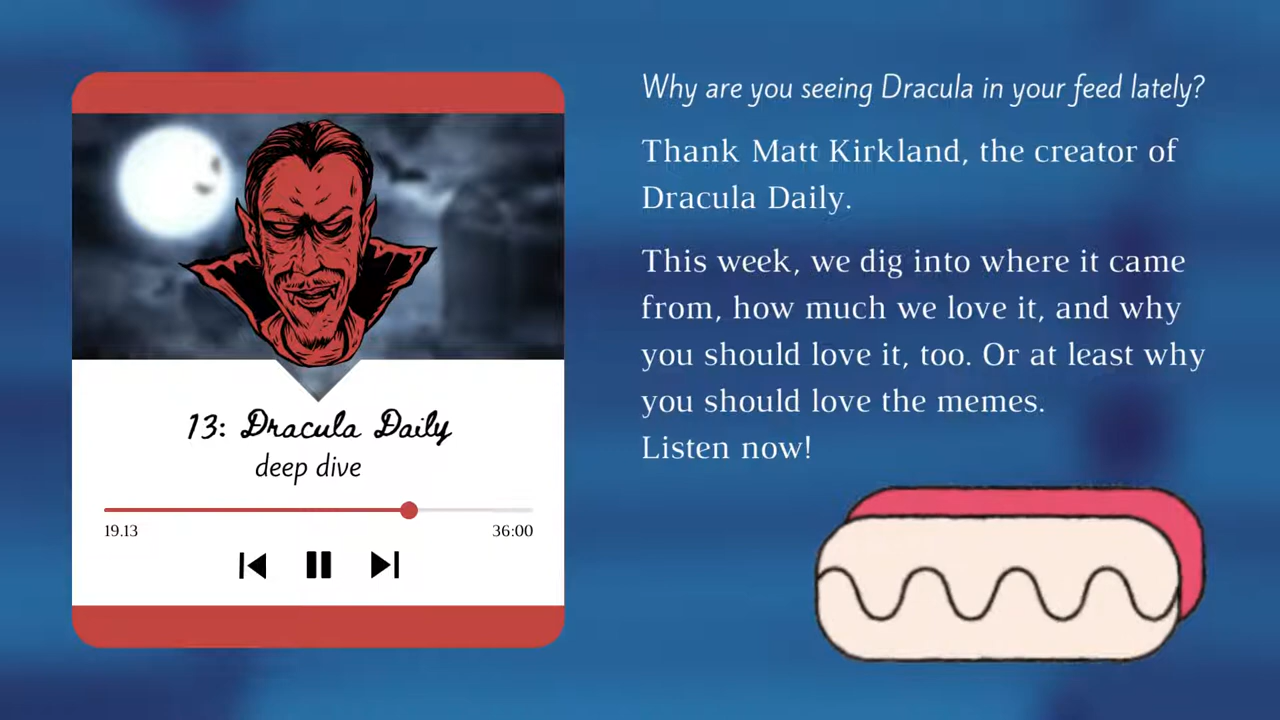 13: Dracula Daily
deep dive
19.13
36:00
Why are you seeing Dracula in your feed lately?
Thank Matt Kirkland, the creator of
Dracula Daily.
This week, we dig into where it came
from, how much we love it, and why
you should love it, too. Or at least why
you should love the memes.
Listen now!